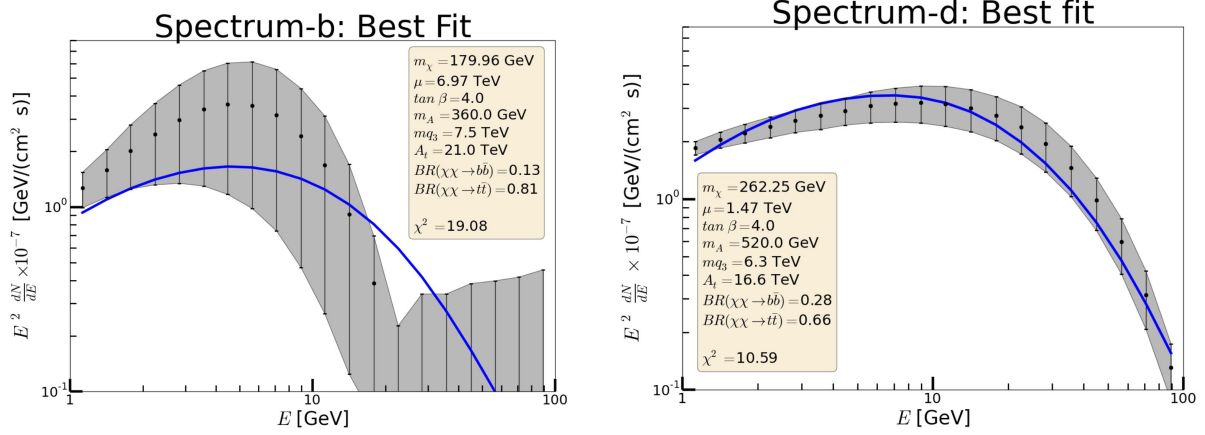 Spectrum-b: Best Fit
E² dN/dE ×10⁻⁷ [GeV/(cm² s)]
10⁰
10⁻¹
m_χ =179.96 GeV
μ=6.97 TeV
tan β=4.0
m_A =360.0 GeV
mq₃ =7.5 TeV
A_t =21.0 TeV
BR(χχ→bb̄)=0.13
BR(χχ→tt̄)=0.81
χ² =19.08
1 10 100
E [GeV]
Spectrum-d: Best fit
E² dN/dE × 10⁻⁷ [GeV/(cm² s)]
10⁰
10⁻¹
m_χ =262.25 GeV
μ=1.47 TeV
tan β=4.0
m_A =520.0 GeV
mq₃ =6.3 TeV
A_t =16.6 TeV
BR(χχ→bb̄)=0.28
BR(χχ→tt̄)=0.66
χ² =10.59
1 10 100
E [GeV]